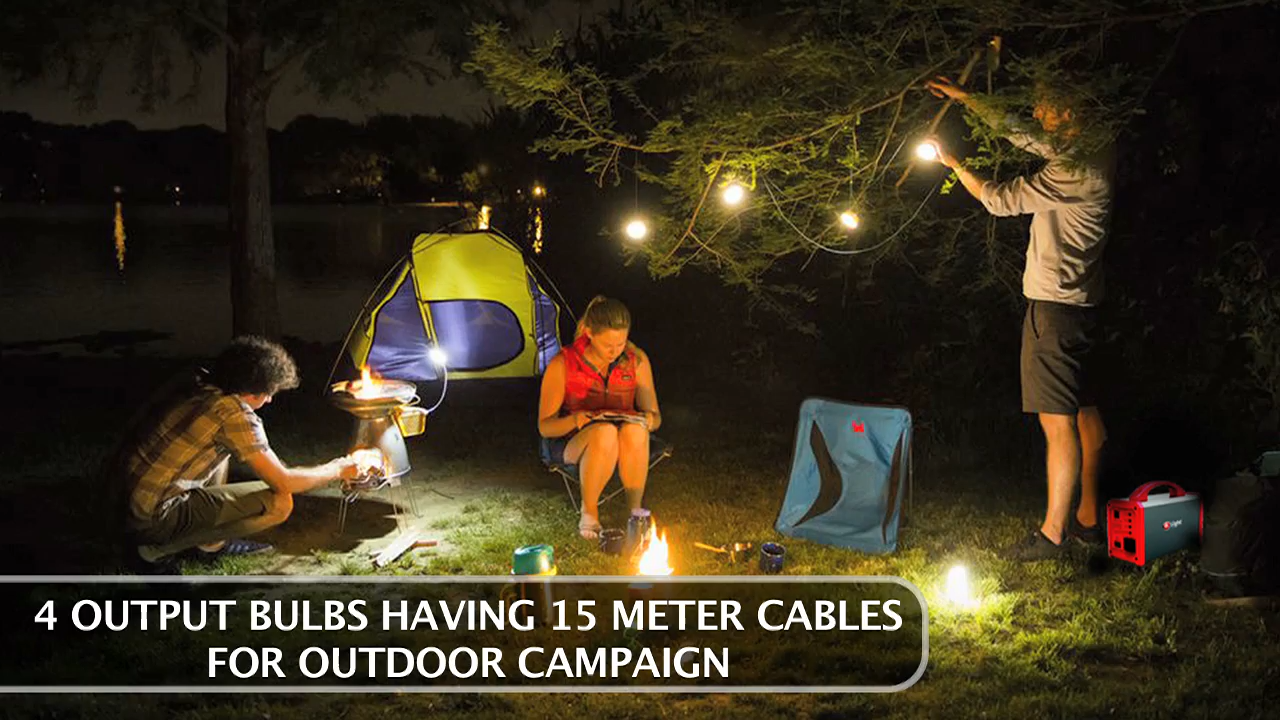 4 OUTPUT BULBS HAVING 15 METER CABLES
FOR OUTDOOR CAMPAIGN